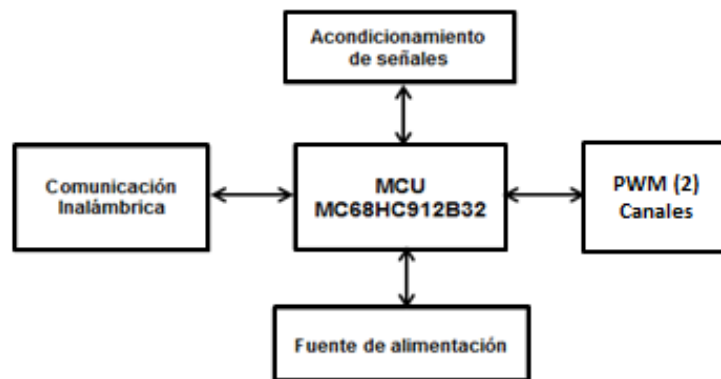 Acondicionamiento
de señales
Comunicación
Inalámbrica
MCU
MC68HC912B32
PWM (2)
Canales
Fuente de alimentación